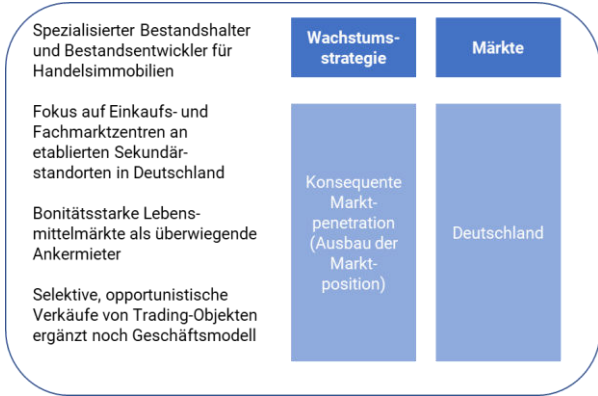 Spezialisierter Bestandshalter
und Bestandsentwickler für
Handelsimmobilien
Fokus auf Einkaufs- und
Fachmarktzentren an
etablierten Sekundär-
standorten in Deutschland
Bonitätsstarke Lebens-
mittelmärkte als überwiegende
Ankermieter
Selektive, opportunistische
Verkäufe von Trading-Objekten
ergänzt noch Geschäftsmodell
Wachstums-
strategie
Konsequente
Markt-
penetration
(Ausbau der
Markt-
position)
Märkte
Deutschland